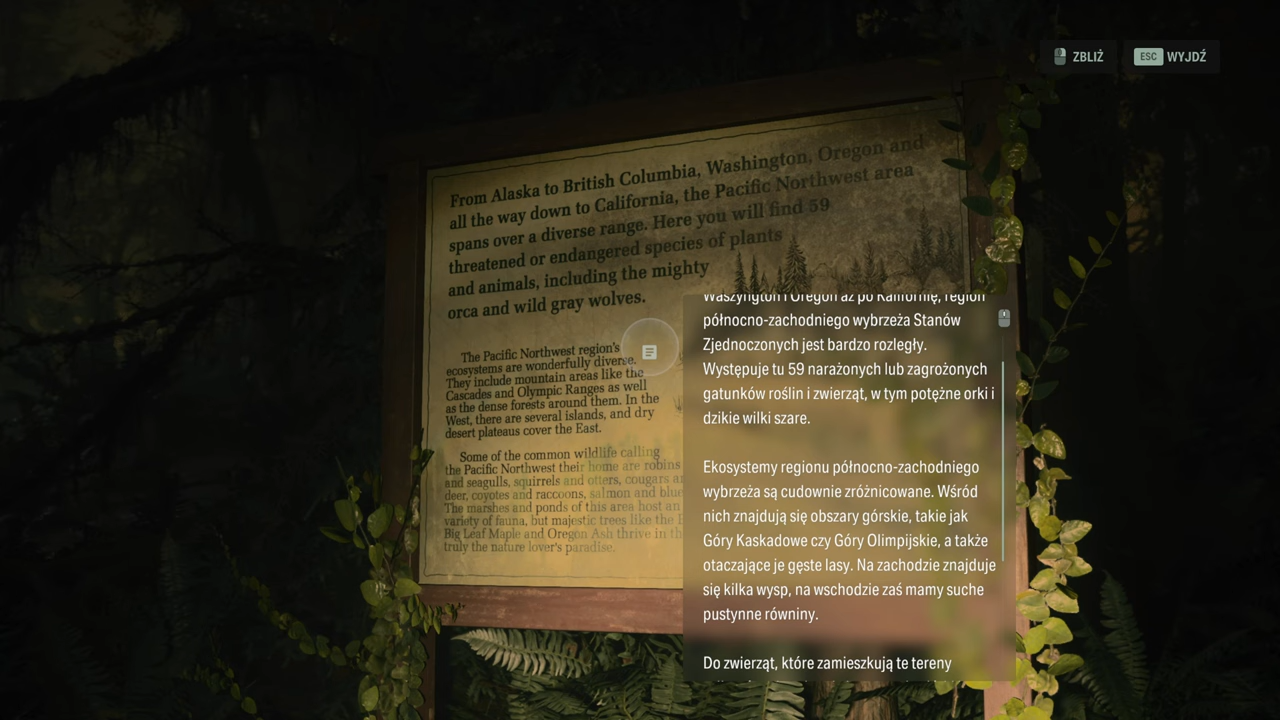 ZBLIŻ
ESC WYJDŹ
From Alaska to British Columbia, Washington, Oregon and
all the way down to California, the Pacific Northwest area
spans over a diverse range. Here you will find 59
threatened or endangered species of plants
and animals, including the mighty
orca and wild gray wolves.
The Pacific Northwest region's
ecosystems are wonderfully diverse.
They include mountain areas like the
Cascades and Olympic Ranges as well
as the dense forests around them. In the
West, there are several islands, and dry
desert plateaus cover the East.
Some of the common wildlife calling
the Pacific Northwest their home are robins
and seagulls, squirrels and otters, cougars
deer, coyotes and raccoons, salmon and blue
The marshes and ponds of this area host an
variety of fauna, but majestic trees like the
Big Leaf Maple and Oregon Ash thrive in th
truly the nature lover's paradise.
Waszyngton i Oregon aż po Kalifornię, region
północno-zachodniego wybrzeża Stanów
Zjednoczonych jest bardzo rozległy.
Występuje tu 59 narażonych lub zagrożonych
gatunków roślin i zwierząt, w tym potężne orki i
dzikie wilki szare.
Ekosystemy regionu północno-zachodniego
wybrzeża są cudownie zróżnicowane. Wśród
nich znajdują się obszary górskie, takie jak
Góry Kaskadowe czy Góry Olimpijskie, a także
otaczające je gęste lasy. Na zachodzie znajduje
się kilka wysp, na wschodzie zaś mamy suche
pustynne równiny.
Do zwierząt, które zamieszkują te tereny